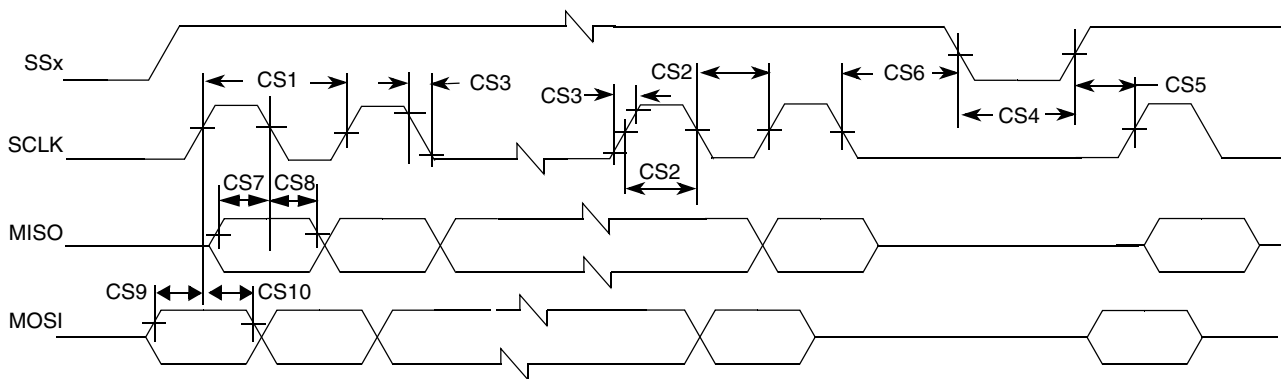 SSx
CS1
CS3
CS3
CS2
CS6
CS4
CS5
SCLK
CS2
CS7
CS8
MISO
CS9
CS10
MOSI